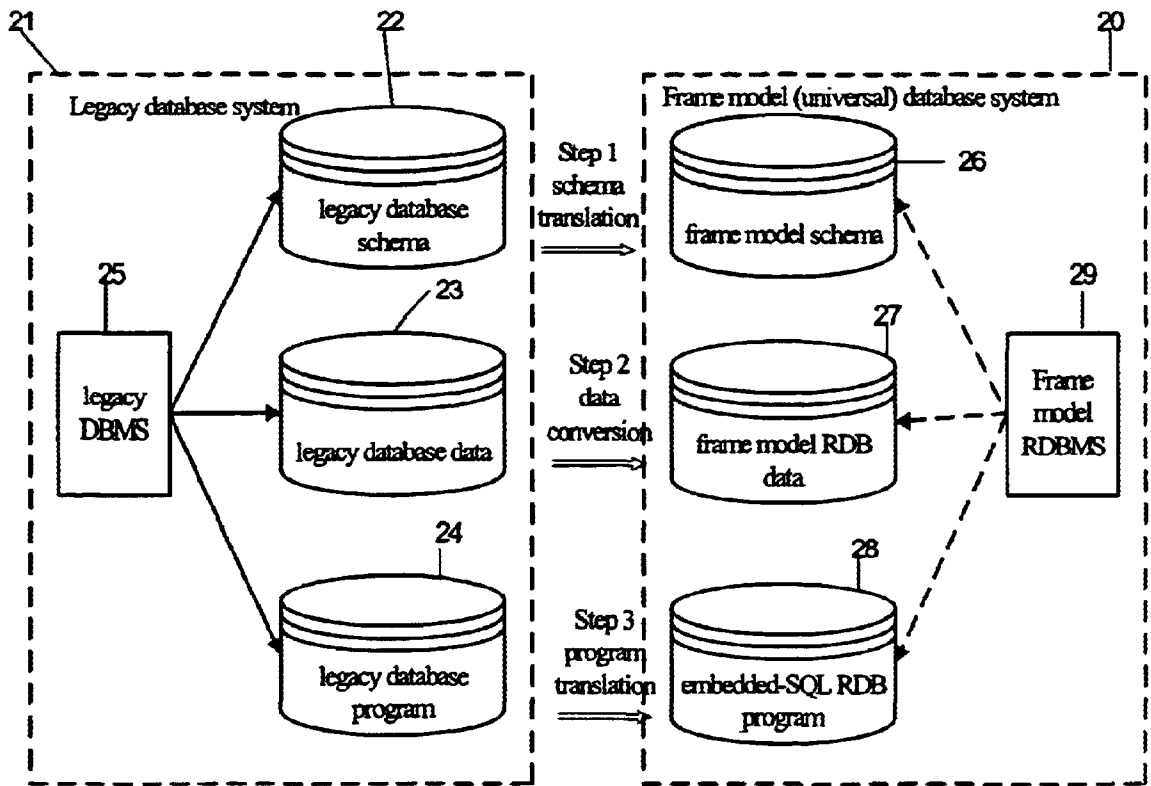 21
22
20
Legacy database system
Frame model (universal) database system
26
Step 1
schema
translation
legacy database
schema
frame model schema
25
23
27
29
legacy
DBMS
Step 2
data
conversion
legacy database data
frame model RDB
data
Frame
model
RDBMS
24
28
Step 3
program
translation
legacy database
program
embedded-SQL RDB
program